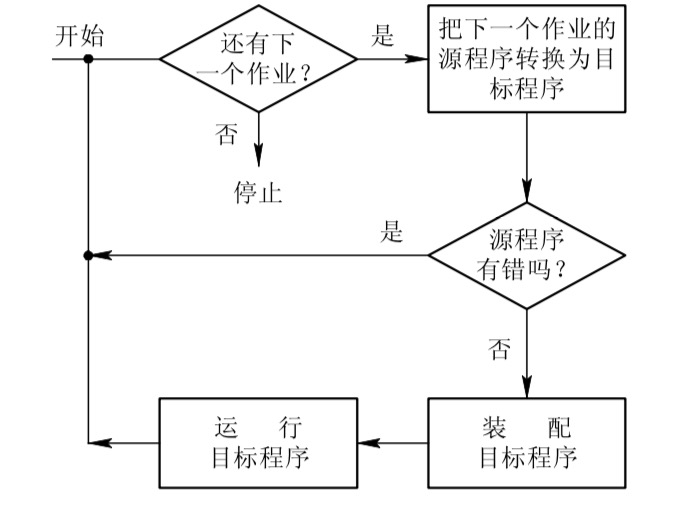 开始
还有下
一个作业？
是
把下一个作业的
源程序转换为目
标程序
否
停止
是
源程序
有错吗？
否
运 行
目标程序
装 配
目标程序